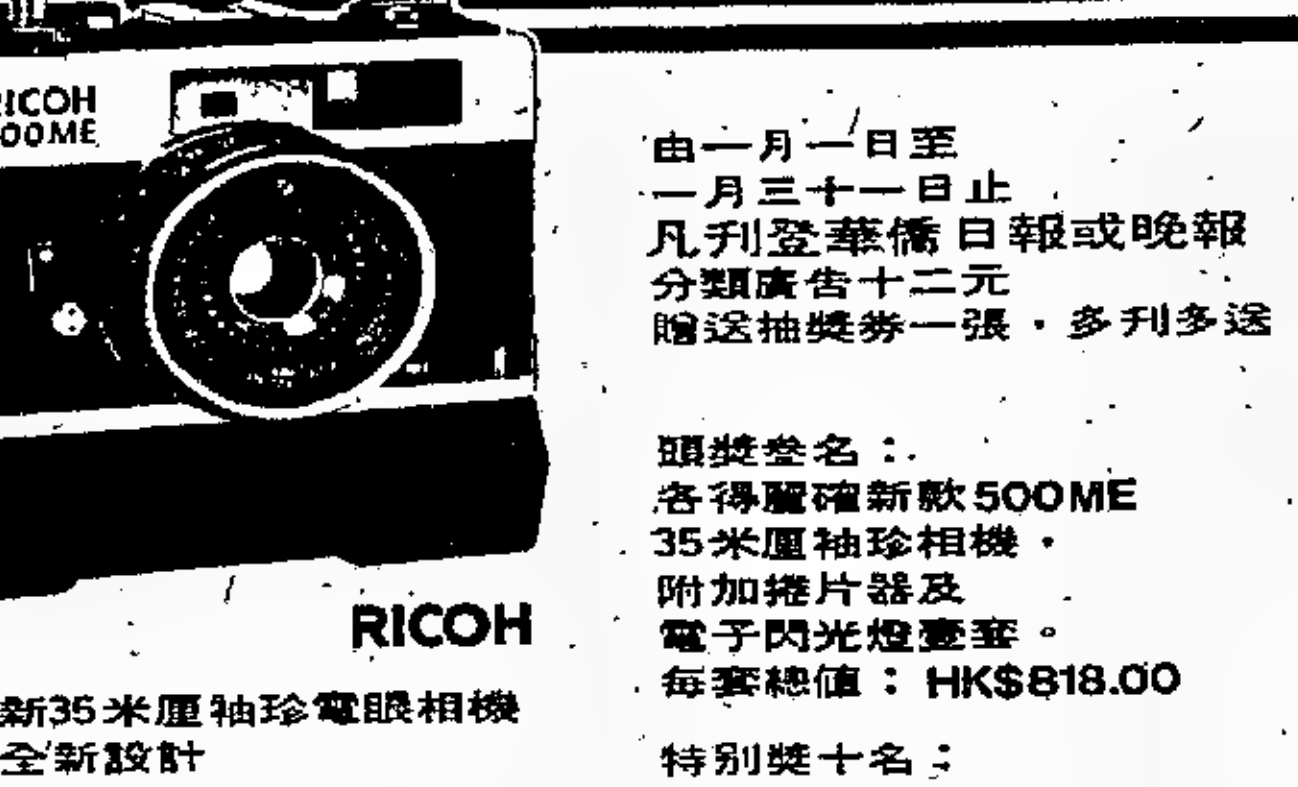 RICOH
500ME
RICOH
新35米厘袖珍電眼相機
全新設計
由一月一日至
一月三十一日止
凡刋登華僑日報或晚報
分類廣告十二元
贈送抽獎券一張・多刋多送
頭獎叁名：
各得麗確新款500ME
35米厘袖珍相機・
附加捲片器及
電子閃光燈壹套。
每套總值：HK$818.00
特別獎十名：